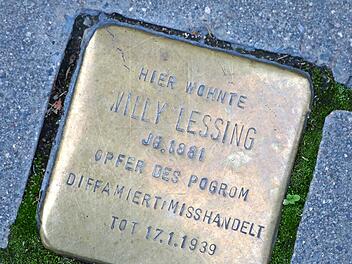 HIER WOHNTE
WILLY LESSING
JG. 1881
OPFER DES POGROM
DIFFAMIERT/MISSHANDELT
TOT 17.1.1939